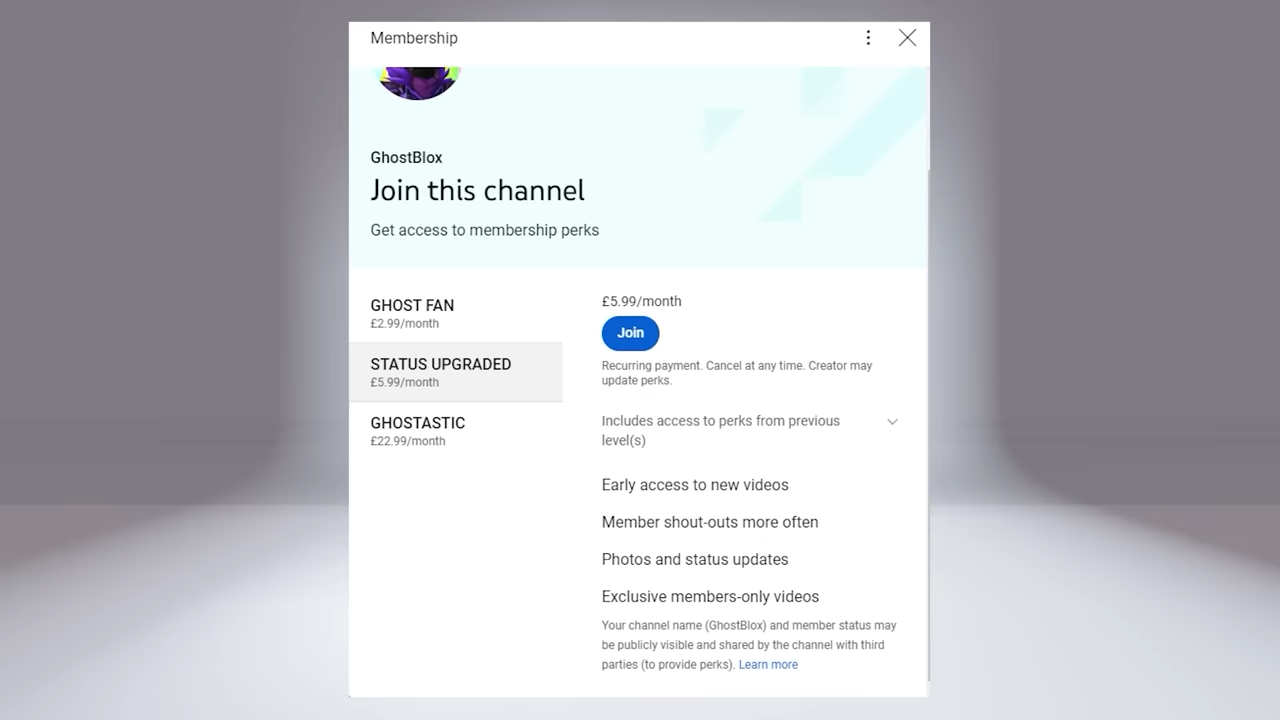 Membership
GhostBlox
Join this channel
Get access to membership perks
GHOST FAN
£2.99/month
STATUS UPGRADED
£5.99/month
GHOSTASTIC
£22.99/month
£5.99/month
Join
Recurring payment. Cancel at any time. Creator may
update perks.
Includes access to perks from previous
level(s)
Early access to new videos
Member shout-outs more often
Photos and status updates
Exclusive members-only videos
Your channel name (GhostBlox) and member status may
be publicly visible and shared by the channel with third
parties (to provide perks). Learn more